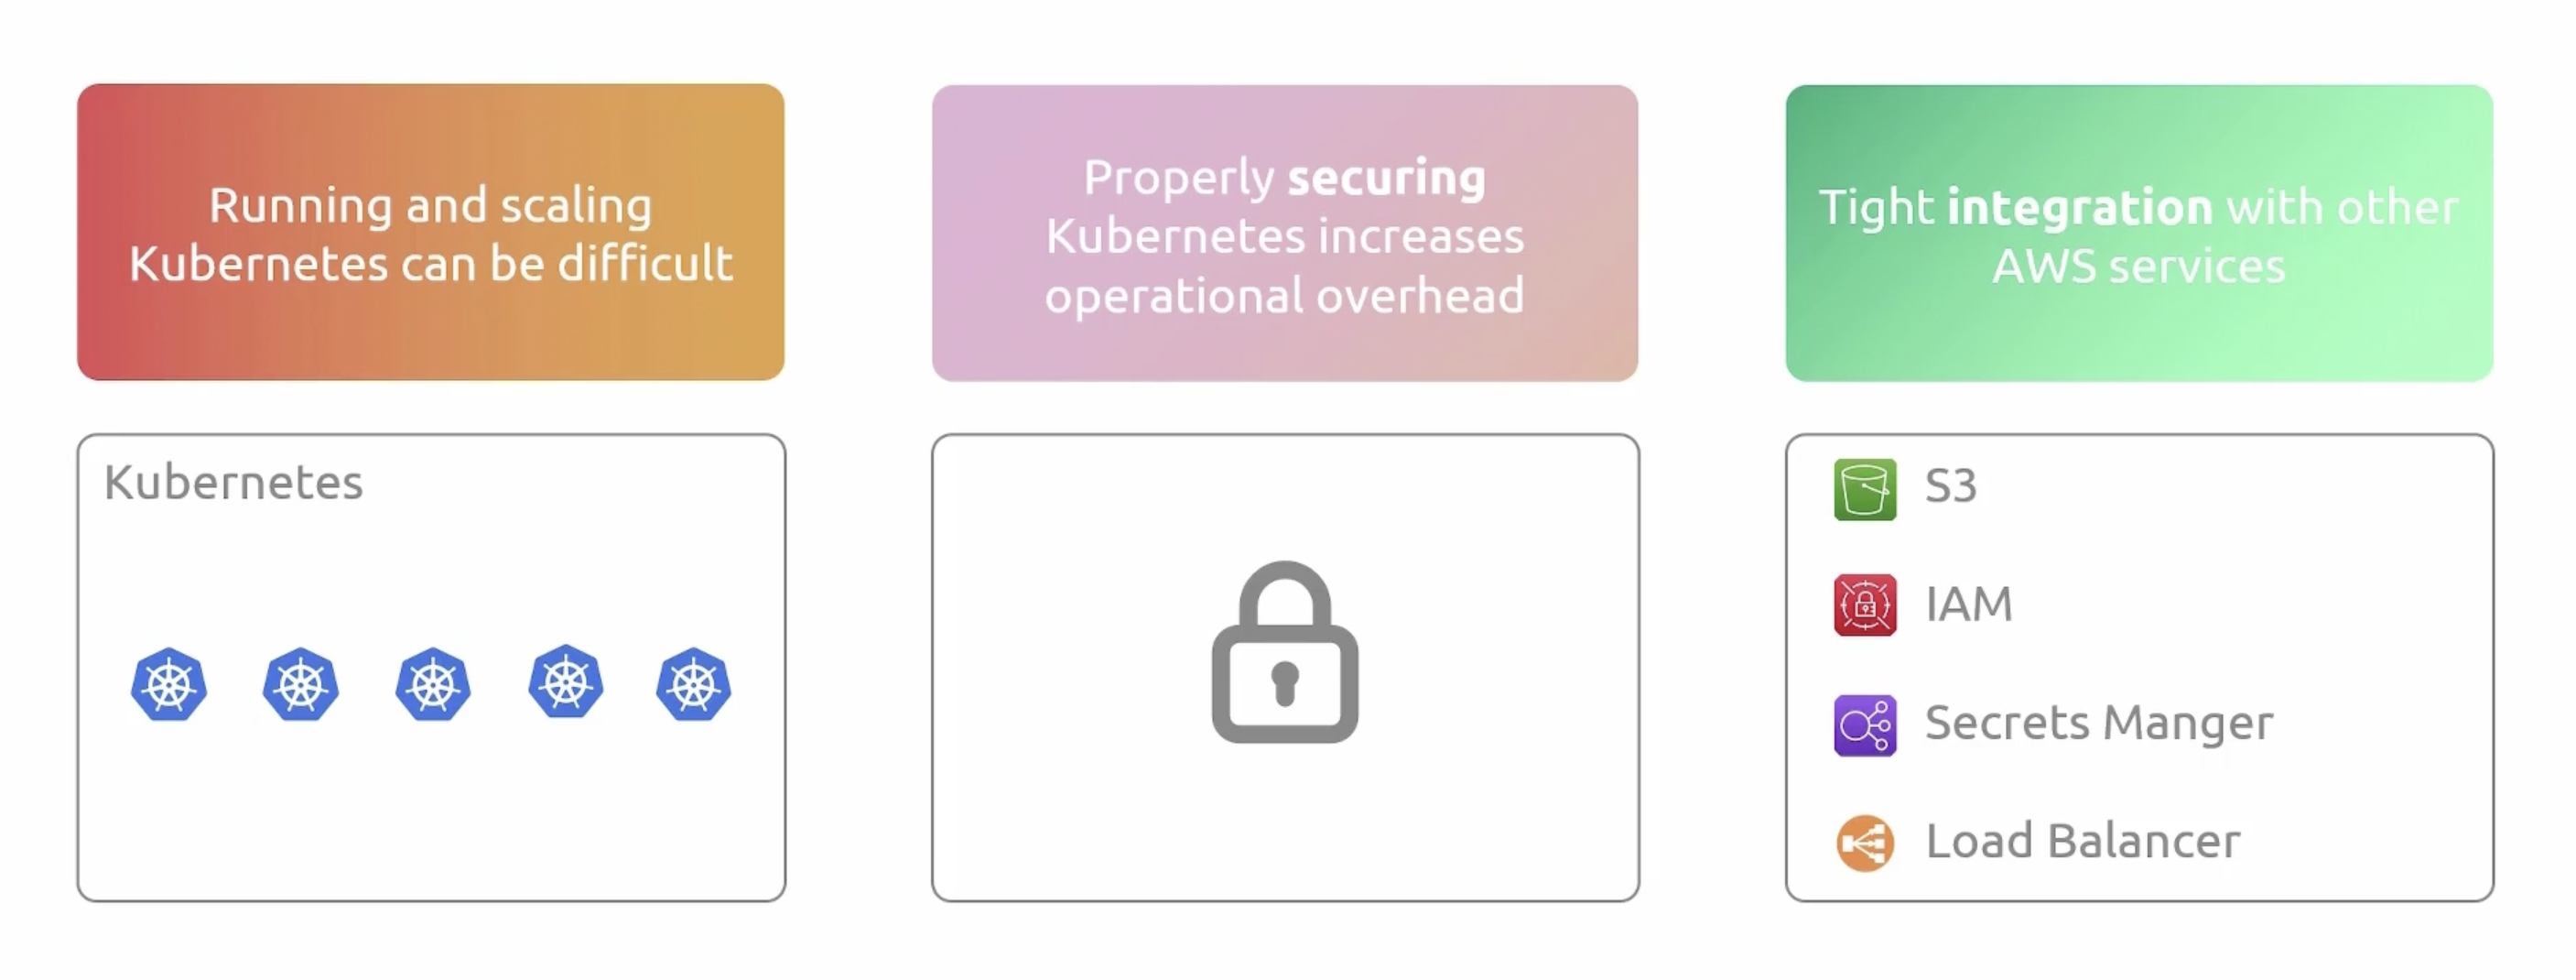 Running and scaling
Kubernetes can be difficult
Properly securing
Kubernetes increases
operational overhead
Tight integration with other
AWS services
Kubernetes
S3
IAM
Secrets Manger
Load Balancer